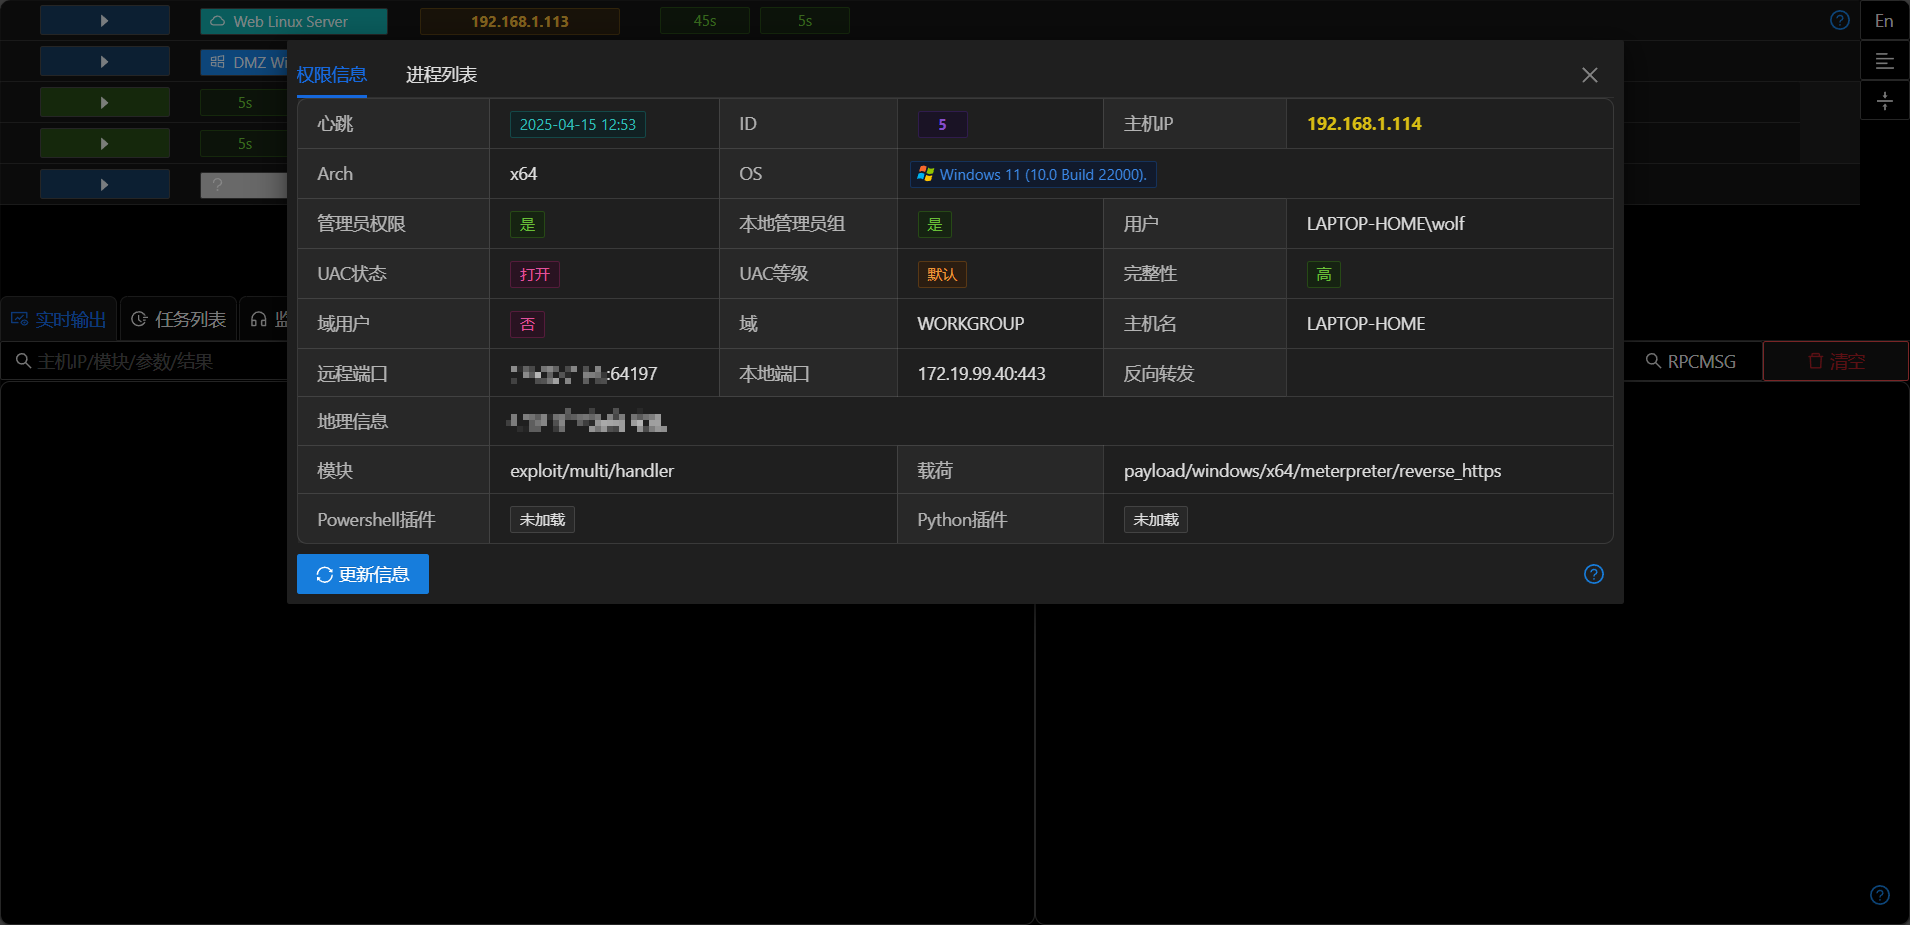 Web Linux Server 192.168.1.113 45s 5s En
DMZ Wi
5s
5s
?
权限信息 进程列表
心跳 2025-04-15 12:53 ID 5 主机IP 192.168.1.114
Arch x64 OS Windows 11 (10.0 Build 22000).
管理员权限 是 本地管理员组 是 用户 LAPTOP-HOME\wolf
UAC状态 打开 UAC等级 默认 完整性 高
域用户 否 域 WORKGROUP 主机名 LAPTOP-HOME
远程端口 :64197 本地端口 172.19.99.40:443 反向转发
地理信息
模块 exploit/multi/handler 载荷 payload/windows/x64/meterpreter/reverse_https
Powershell插件 未加载 Python插件 未加载
更新信息
实时输出 任务列表 监
主机IP/模块/参数/结果 RPCMSG 清空